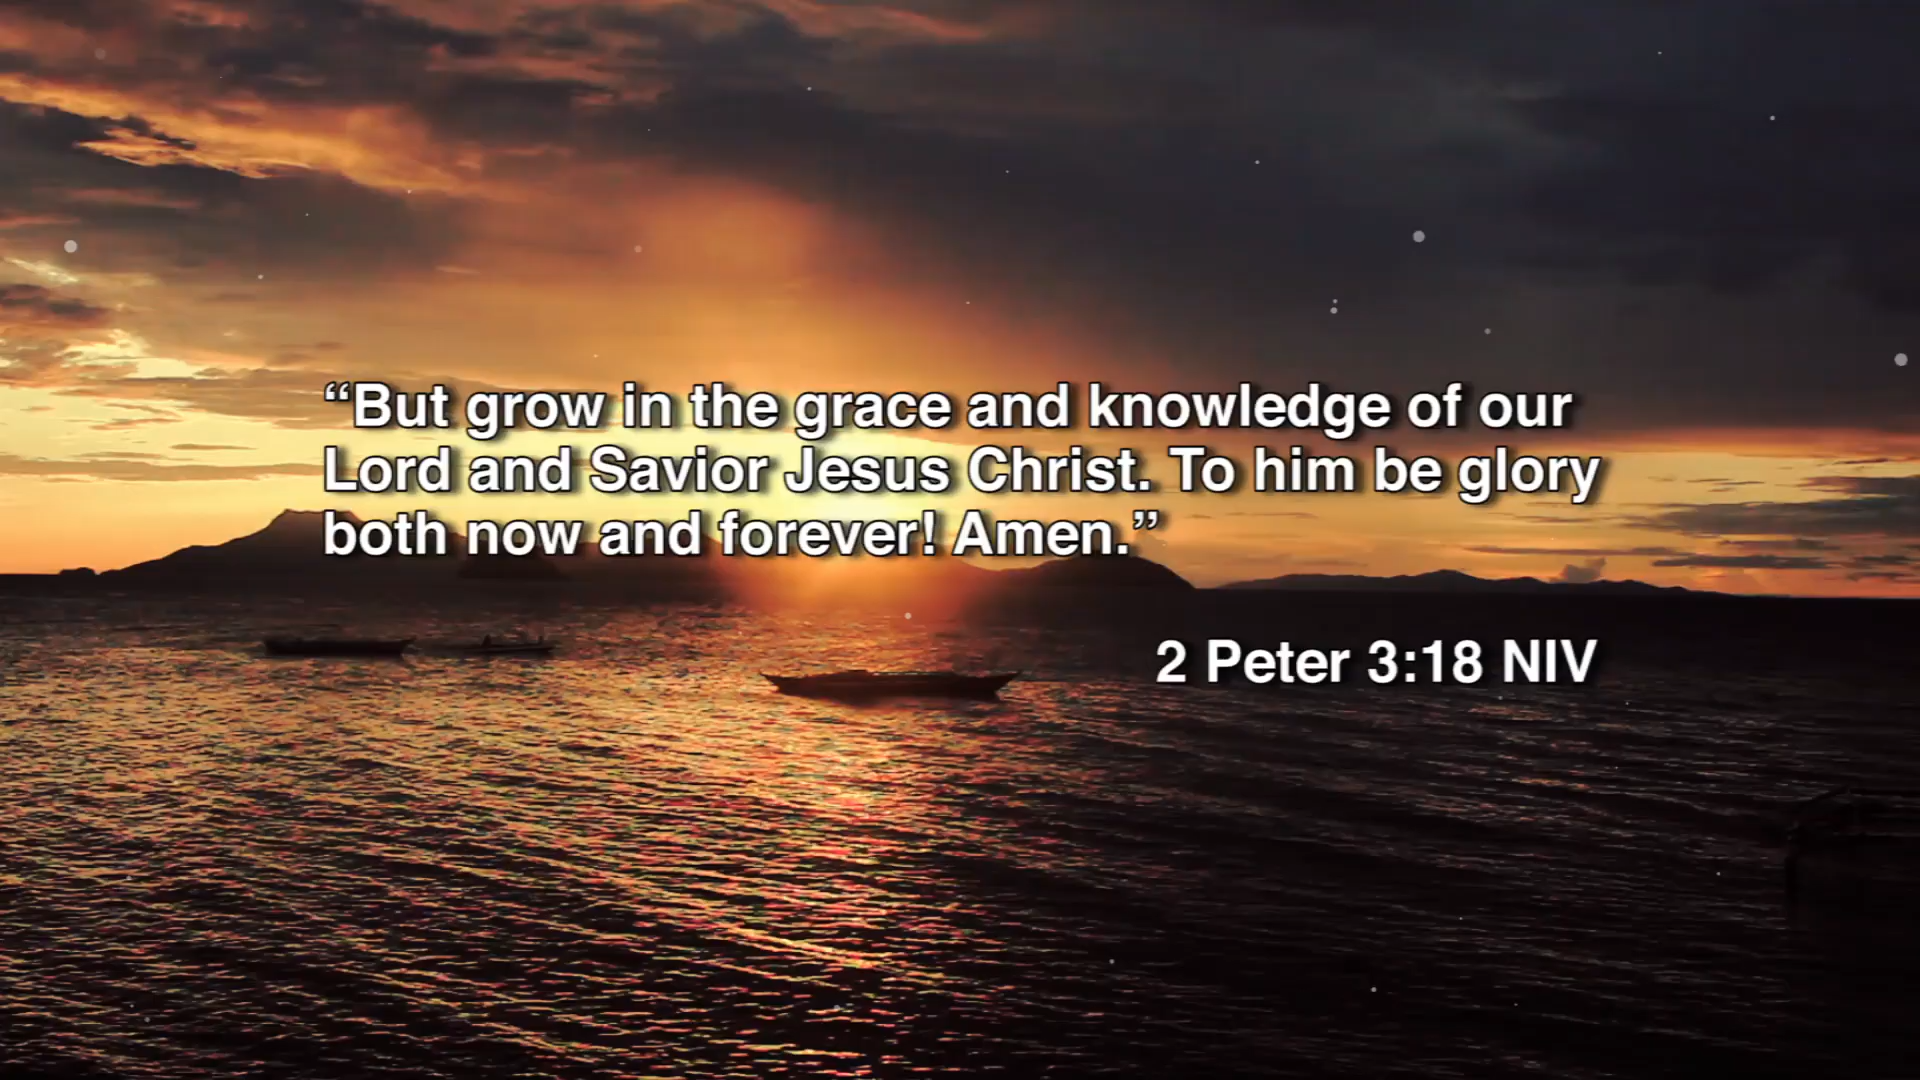 “But grow in the grace and knowledge of our
Lord and Savior Jesus Christ. To him be glory
both now and forever! Amen.”
2 Peter 3:18 NIV